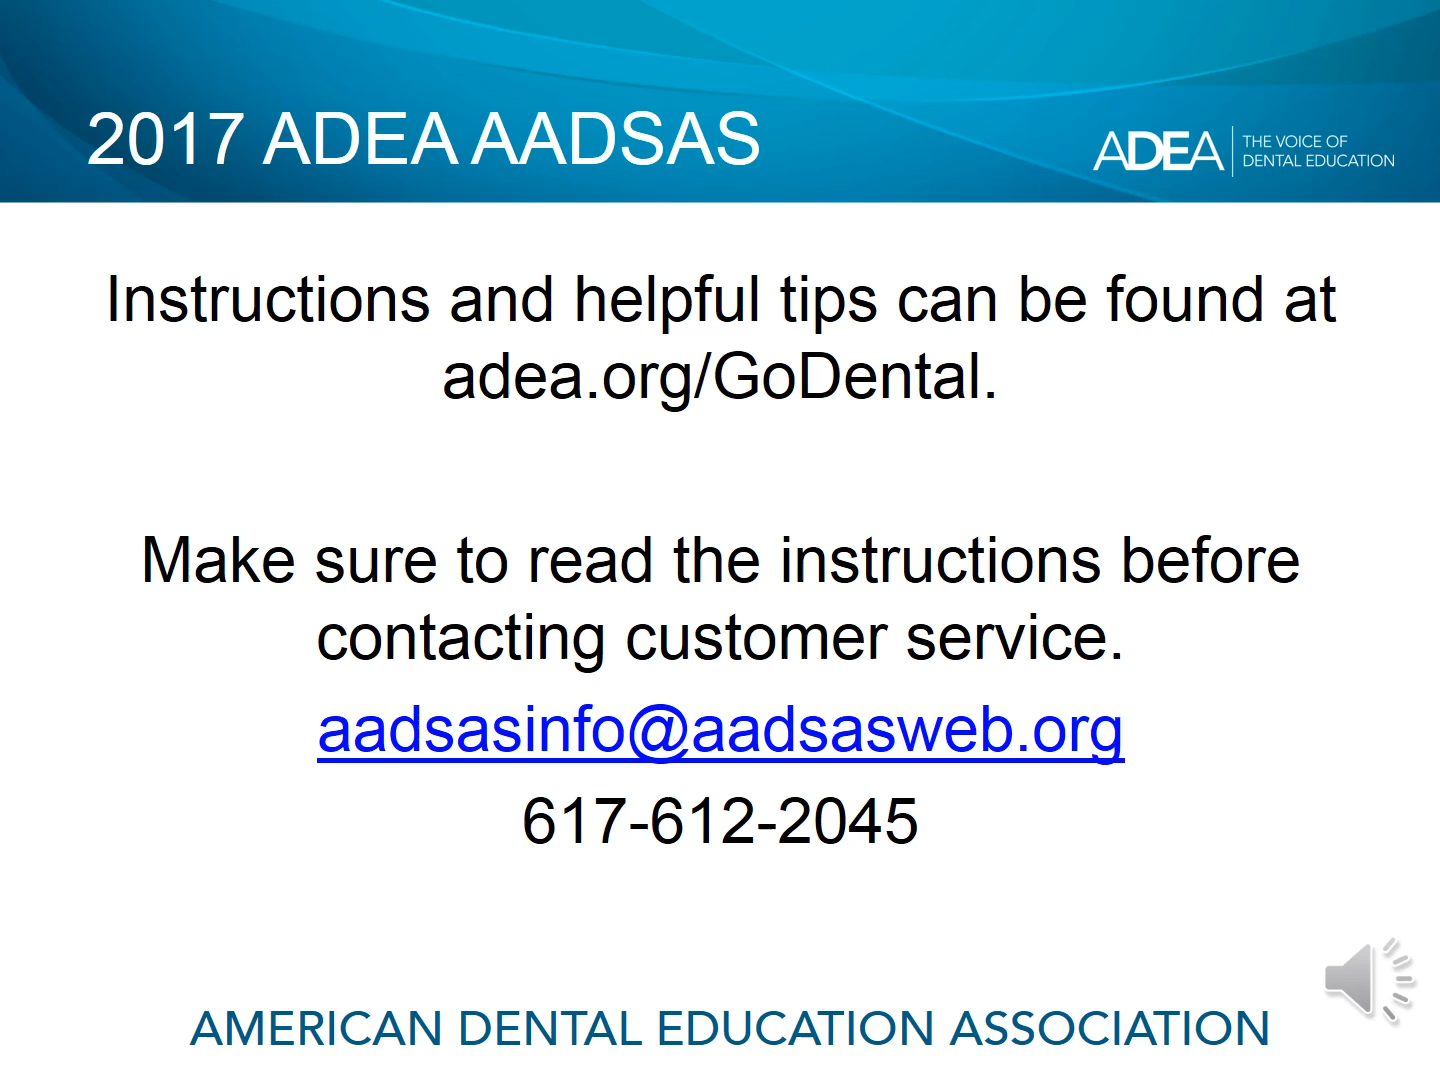 2017 ADEA AADSAS
ADEA
THE VOICE OF
DENTAL EDUCATION
Instructions and helpful tips can be found at
adea.org/GoDental.
Make sure to read the instructions before
contacting customer service.
aadsasinfo@aadsasweb.org
617-612-2045
AMERICAN DENTAL EDUCATION ASSOCIATION